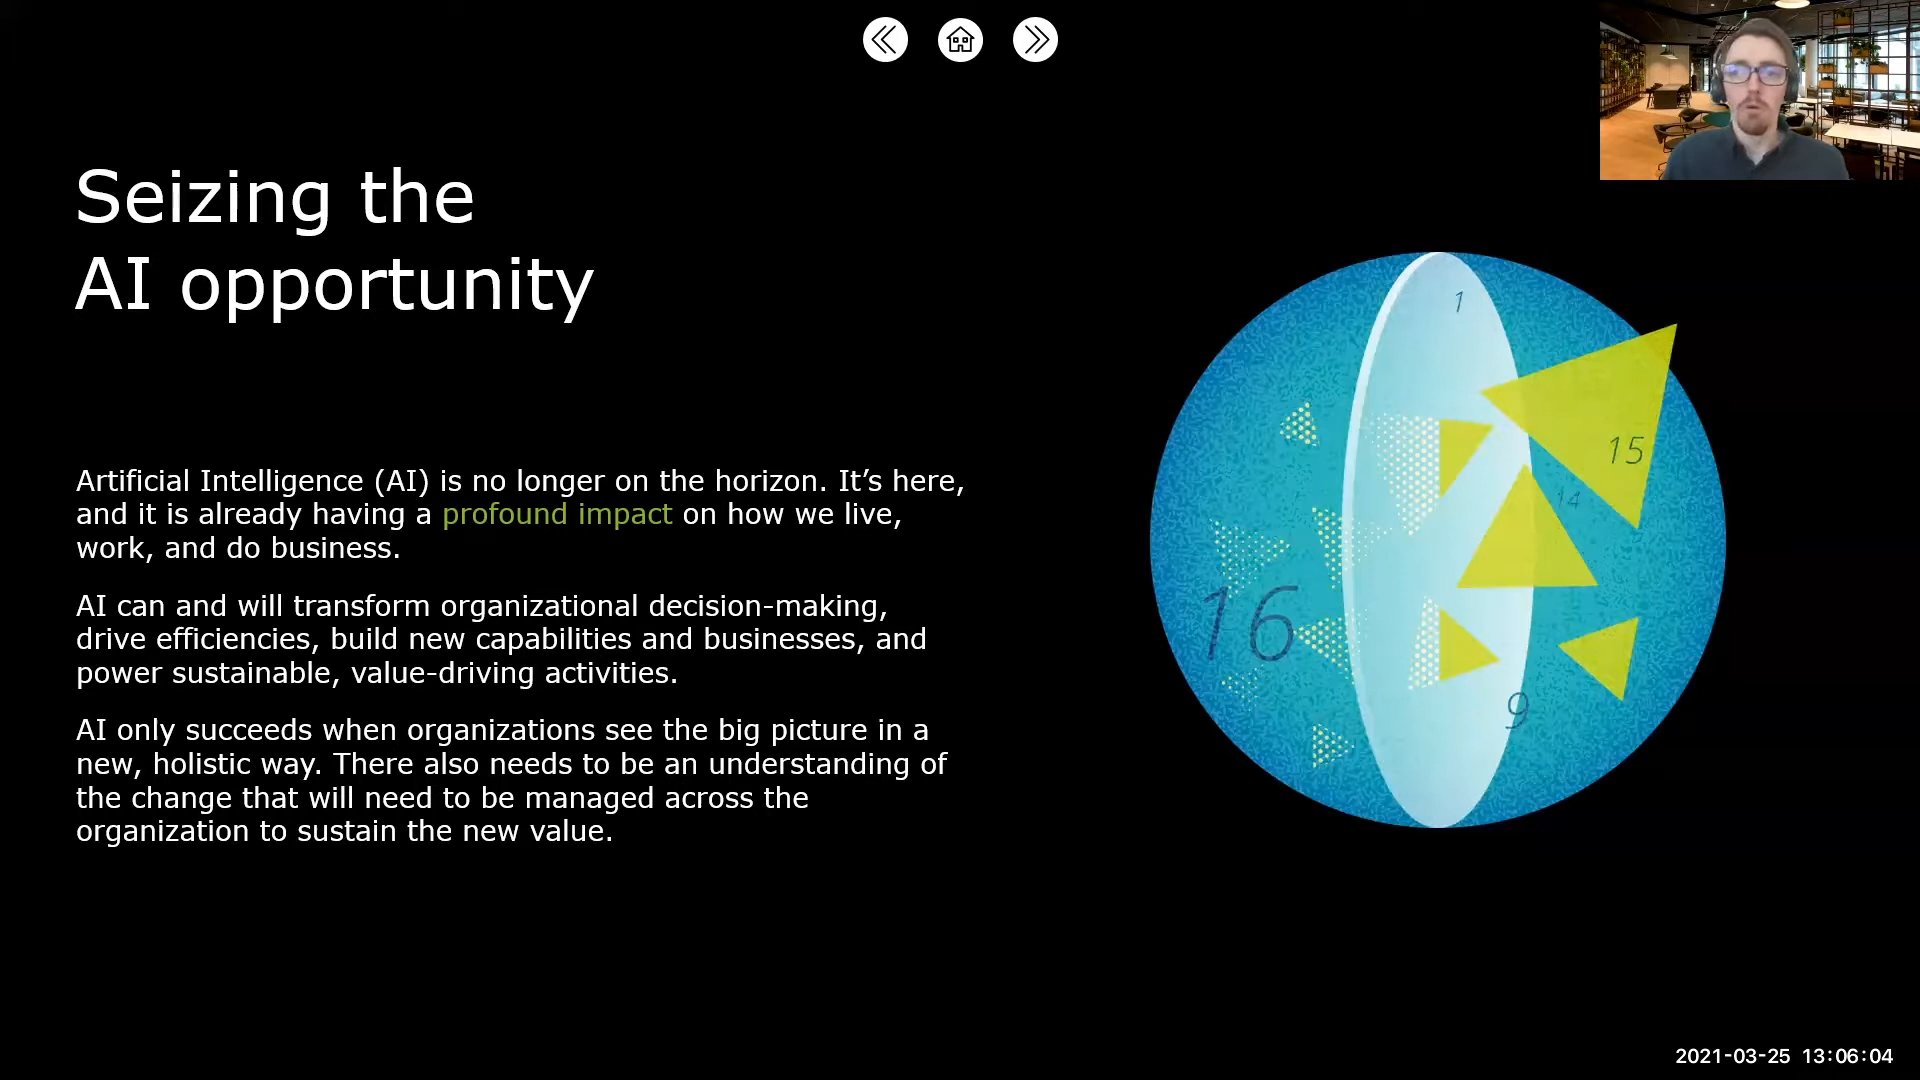 Seizing the
AI opportunity
Artificial Intelligence (AI) is no longer on the horizon. It’s here,
and it is already having a profound impact on how we live,
work, and do business.
AI can and will transform organizational decision-making,
drive efficiencies, build new capabilities and businesses, and
power sustainable, value-driving activities.
AI only succeeds when organizations see the big picture in a
new, holistic way. There also needs to be an understanding of
the change that will need to be managed across the
organization to sustain the new value.
1
15
14
16
9
2021-03-25 13:06:04